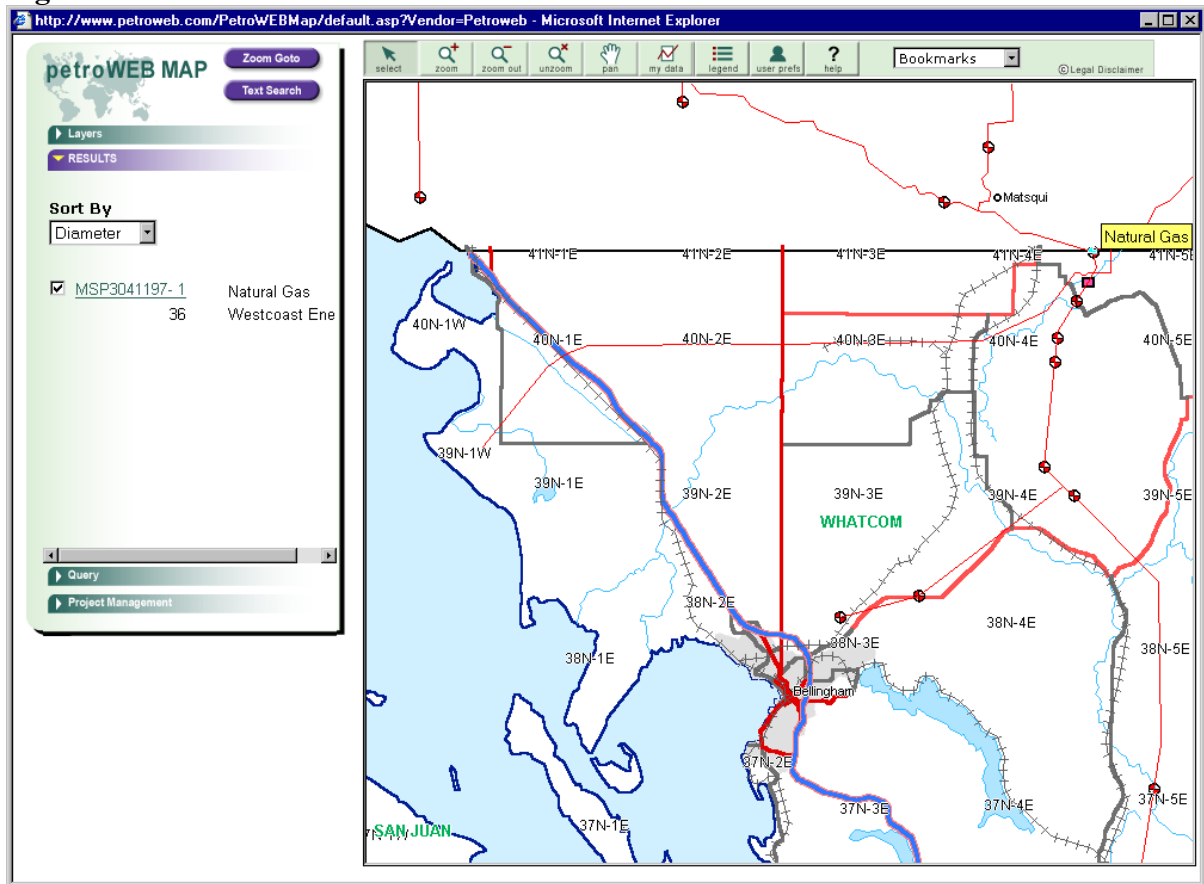 http://www.petroweb.com/PetroWEBMap/default.asp?Vendor=Petroweb - Microsoft Internet Explorer
petroWEB MAP
Zoom Goto
Text Search
Layers
RESULTS
Sort By
Diameter
MSP3041197- 1 Natural Gas
36 Westcoast Ene
Query
Project Management
select zoom zoom out unzoom pan my data legend user prefs ? help
Bookmarks
© Legal Disclaimer
Matsqui
Natural Gas
41N-1E 41N-2E 41N-3E 41N-4E 41N-5E
40N-1W
40N-1E 40N-2E 40N-3E 40N-4E 40N-5E
39N-1W
39N-1E 39N-2E 39N-3E 39N-4E 39N-5E
WHATCOM
38N-2E
38N-1E 38N-3E 38N-4E 38N-5E
Bellingham
37N-2E
37N-1E 37N-3E 37N-4E 37N-5E
SAN JUAN